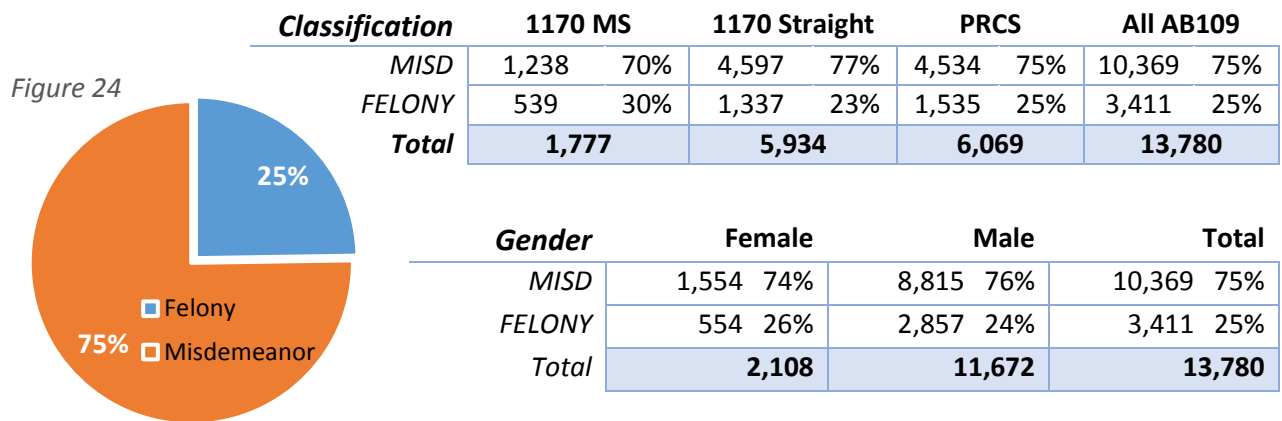 Classification 1170 MS 1170 Straight PRCS All AB109
MISD 1,238 70% 4,597 77% 4,534 75% 10,369 75%
Figure 24
FELONY 539 30% 1,337 23% 1,535 25% 3,411 25%
Total 1,777 5,934 6,069 13,780
25%
Gender Female Male Total
MISD 1,554 74% 8,815 76% 10,369 75%
Felony
FELONY 554 26% 2,857 24% 3,411 25%
75% Misdemeanor
Total 2,108 11,672 13,780